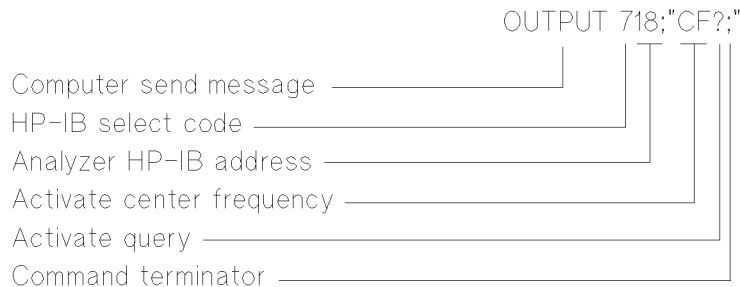 OUTPUT 718;"CF?;"
Computer send message
HP-IB select code
Analyzer HP-IB address
Activate center frequency
Activate query
Command terminator